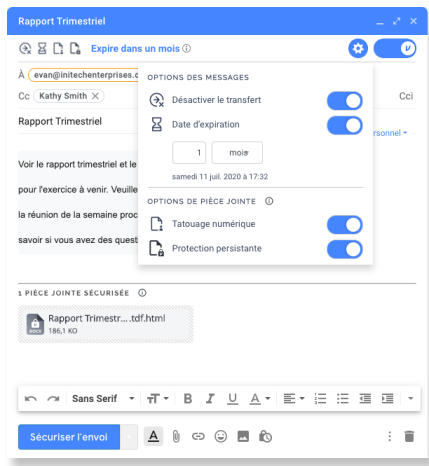 Rapport Trimestriel
Expire dans un mois
À evan@initechenterprises.c
Cc Kathy Smith Cci
Rapport Trimestriel
rsonnel
OPTIONS DES MESSAGES
Désactiver le transfert
Date d'expiration
1 mois
samedi 11 juil. 2020 à 17:32
OPTIONS DE PIÈCE JOINTE
Tatouage numérique
Protection persistante
Voir le rapport trimestriel et le
pour l'exercice à venir. Veuille
la réunion de la semaine proc
savoir si vous avez des quest
1 PIÈCE JOINTE SÉCURISÉE
Rapport Trimestr....tdf.html
DOCX 186,1 KO
Sans Serif
B I U A
Sécuriser l'envoi
A